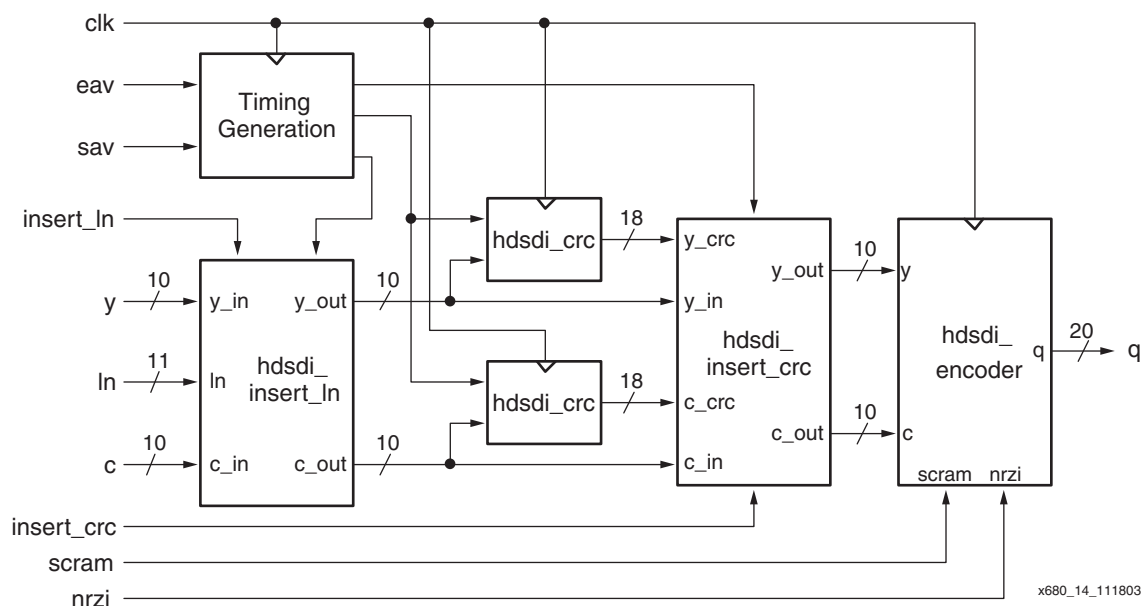 clk
eav
sav
Timing
Generation
insert_ln
y
10
ln
11
c
10
y_in
ln
c_in
hdsdi_
insert_ln
y_out
c_out
10
10
hdsdi_crc
18
hdsdi_crc
18
y_crc
y_in
c_crc
c_in
hdsdi_
insert_crc
y_out
c_out
10
10
y
c
hdsdi_
encoder
q
scram
nrzi
20
q
insert_crc
scram
nrzi
x680_14_111803